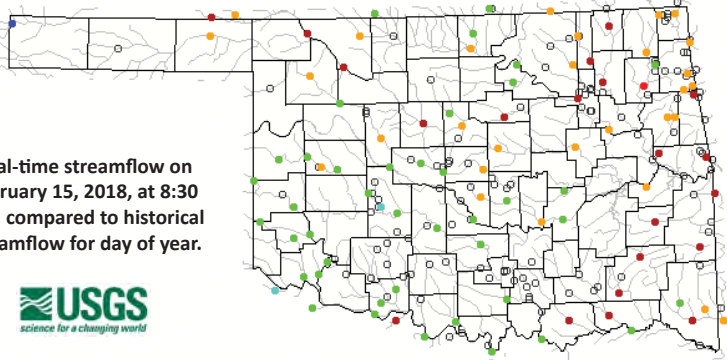 al-time streamflow on
ruary 15, 2018, at 8:30
compared to historical
amflow for day of year.
USGS
science for a changing world